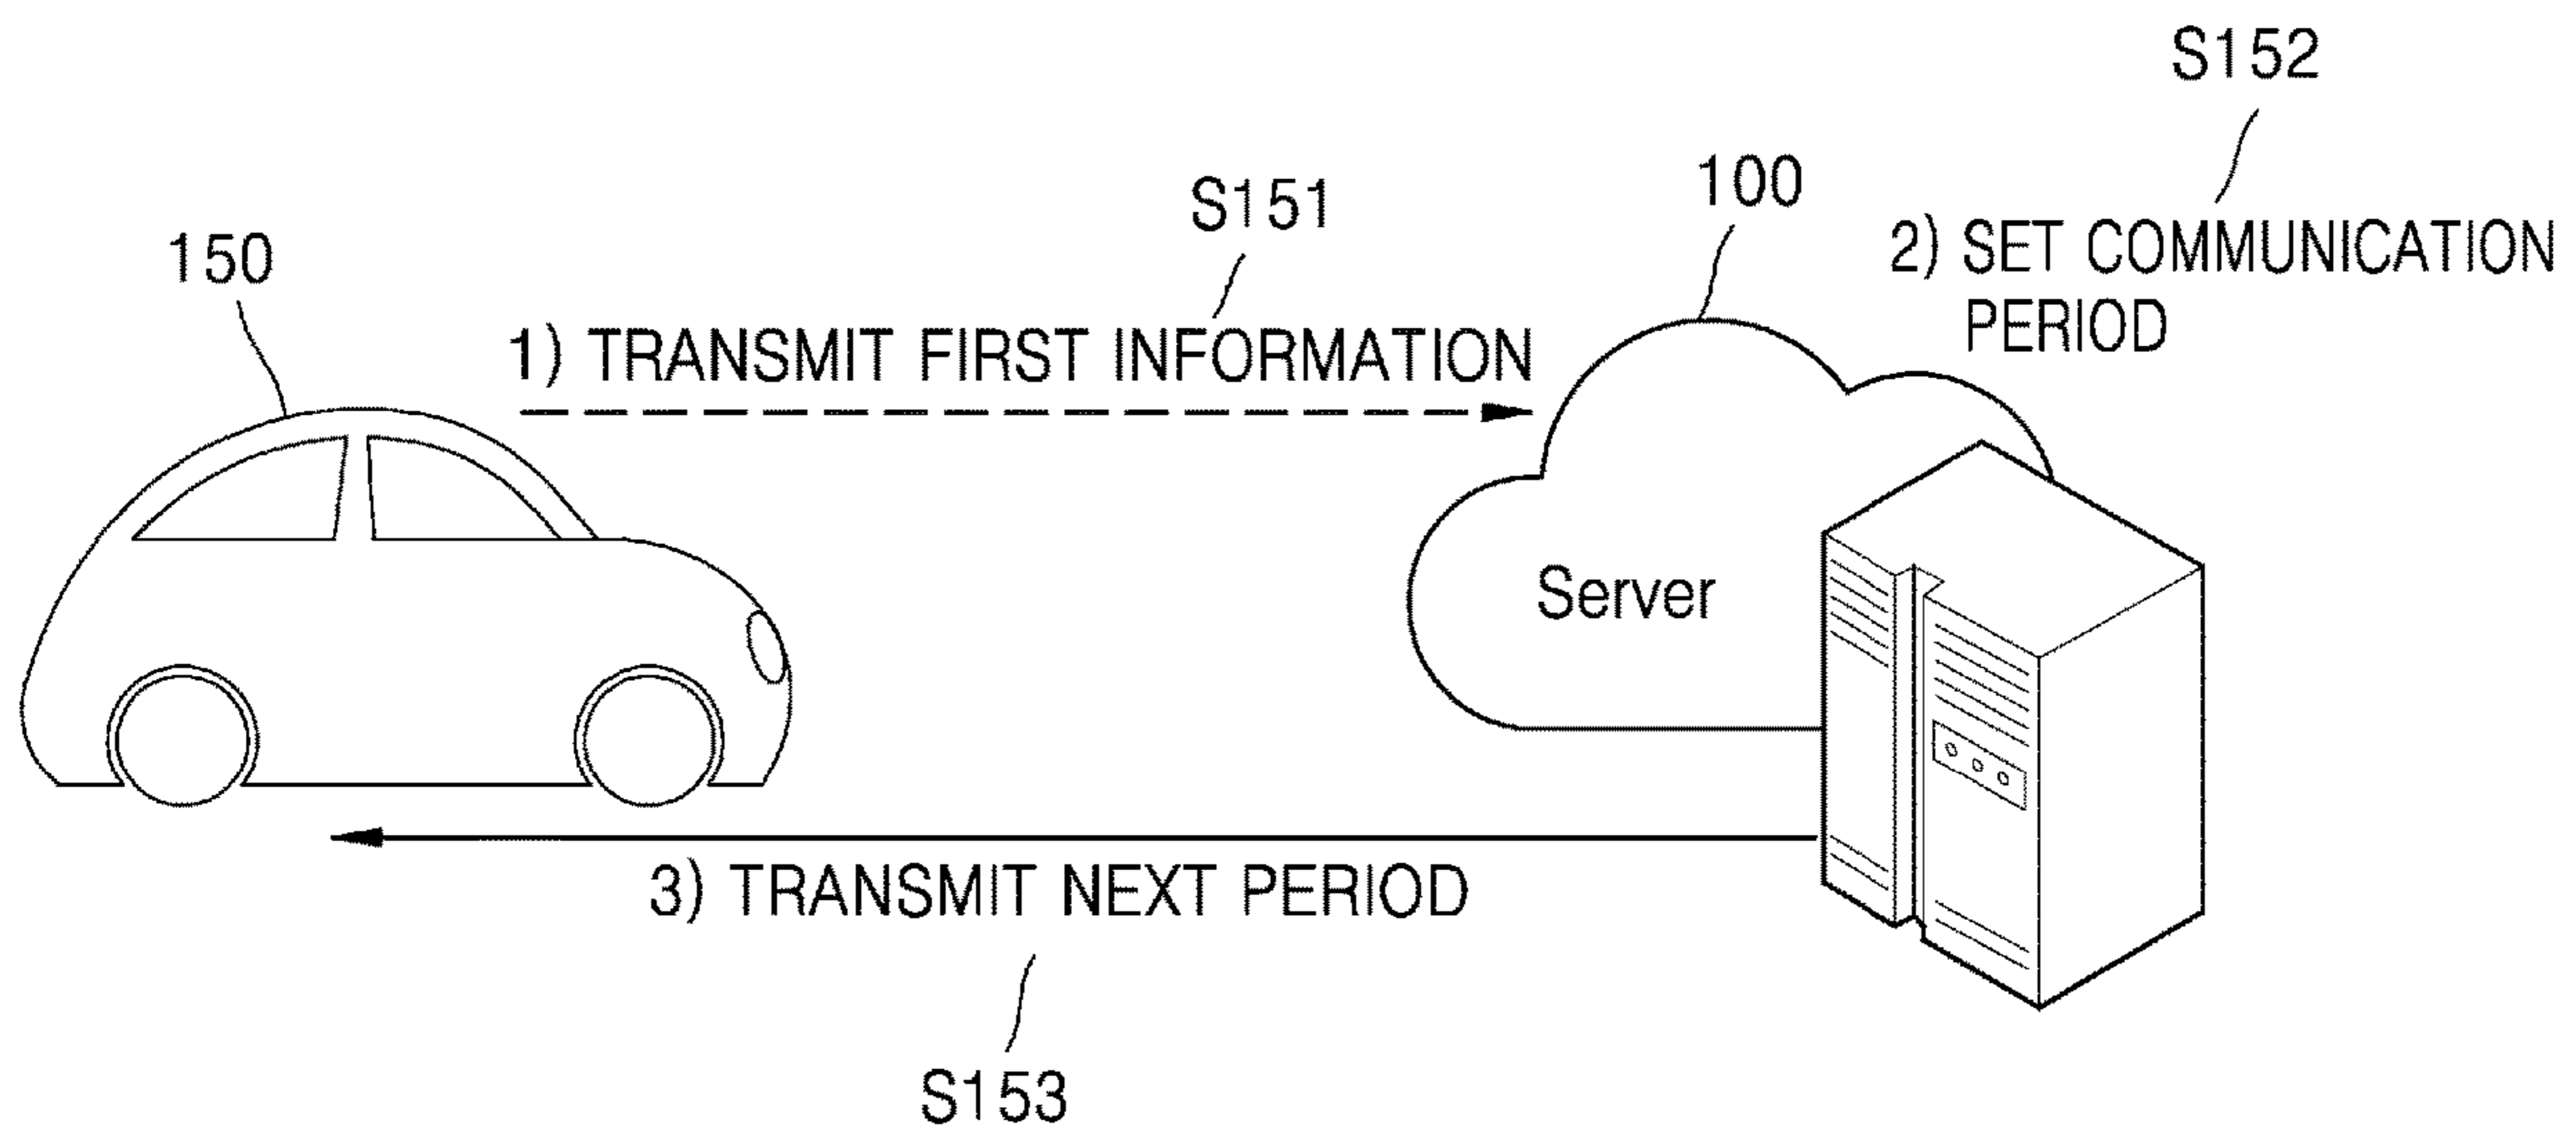 S152
100
S151
2) SET COMMUNICATION
PERIOD
150
1) TRANSMIT FIRST INFORMATION
Server
3) TRANSMIT NEXT PERIOD
S153